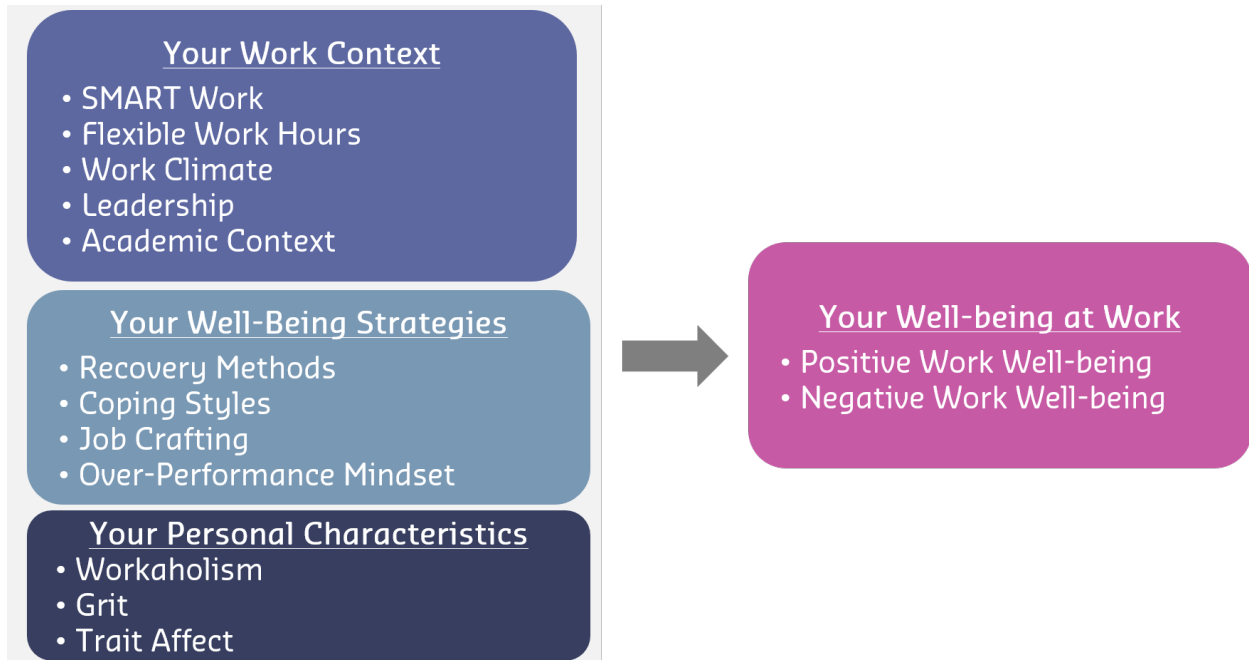 Your Work Context
• SMART Work
• Flexible Work Hours
• Work Climate
• Leadership
• Academic Context
Your Well-Being Strategies
• Recovery Methods
• Coping Styles
• Job Crafting
• Over-Performance Mindset
Your Personal Characteristics
• Workaholism
• Grit
• Trait Affect
Your Well-being at Work
• Positive Work Well-being
• Negative Work Well-being